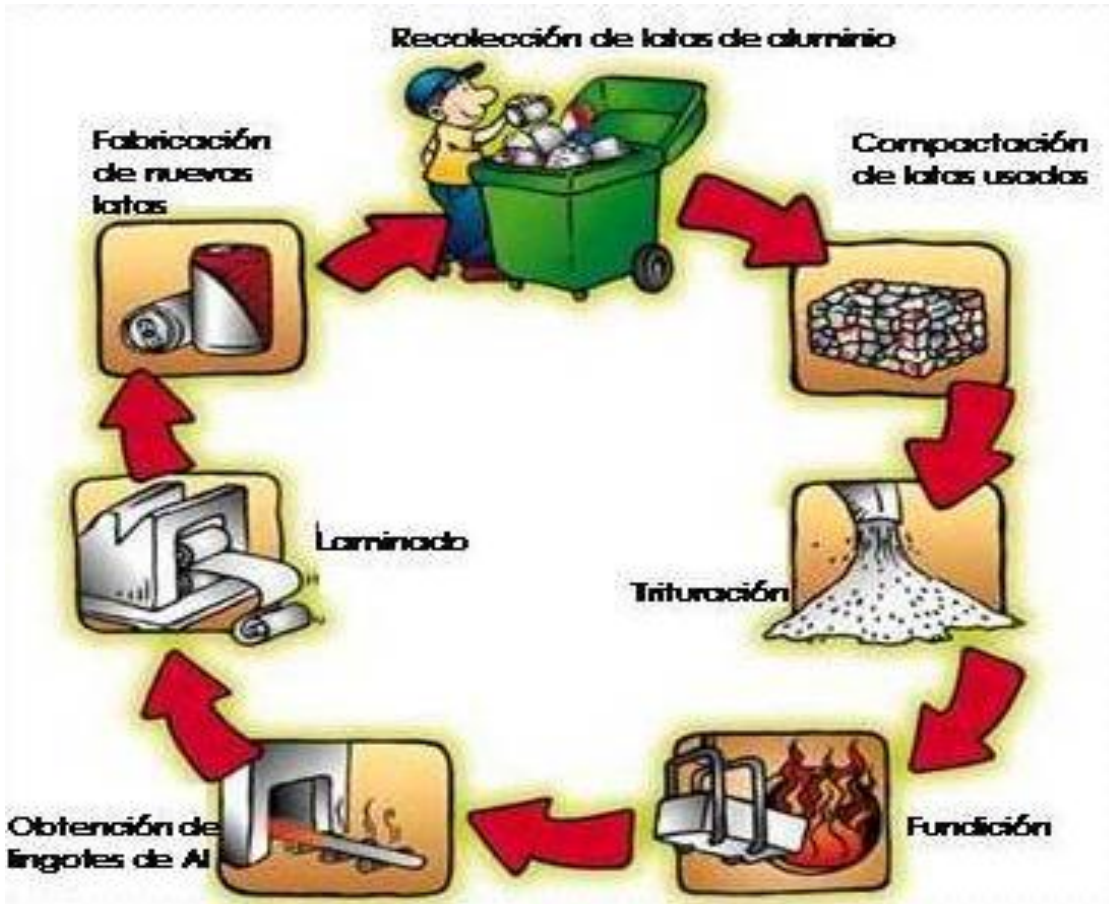 Recolección de latas de aluminio
Compactación
de latas usadas
Trituración
Fundición
Obtención de
lingotes de Al
Laminado
Fabricación
de nuevas
latas